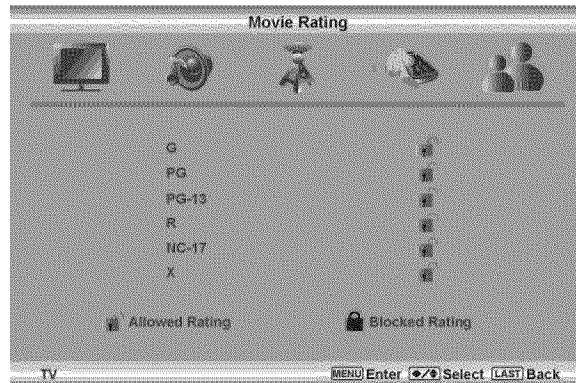 Movie Rating
G
PG
PG-13
R
NC-17
X
Allowed Rating Blocked Rating
TV MENU Enter Select LAST Back